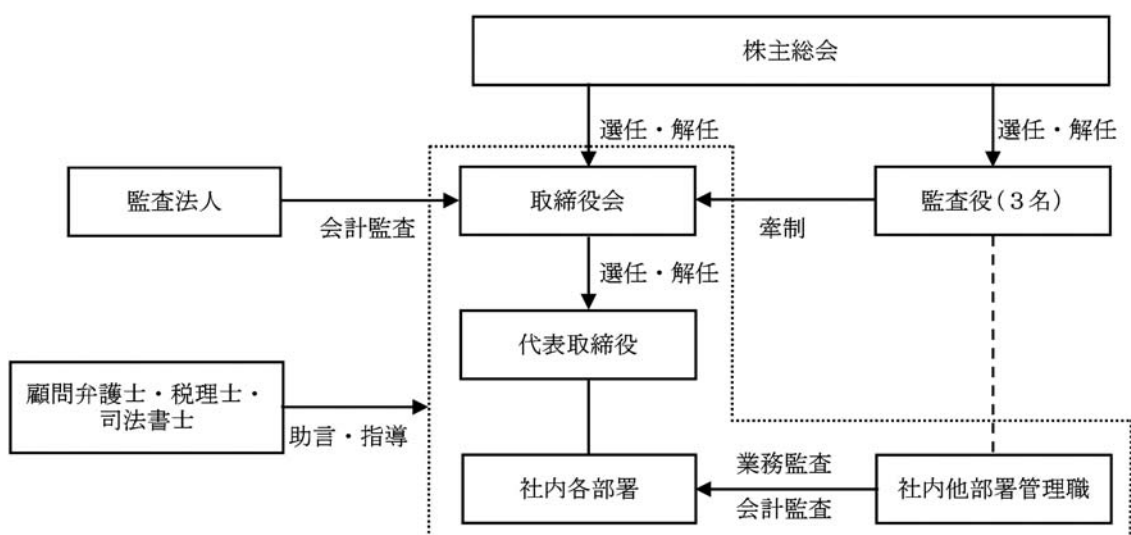 株主総会
選任・解任
選任・解任
監査法人
取締役会
監査役(3名)
会計監査
牽制
選任・解任
代表取締役
顧問弁護士・税理士・
司法書士
助言・指導
業務監査
社内各部署
社内他部署管理職
会計監査